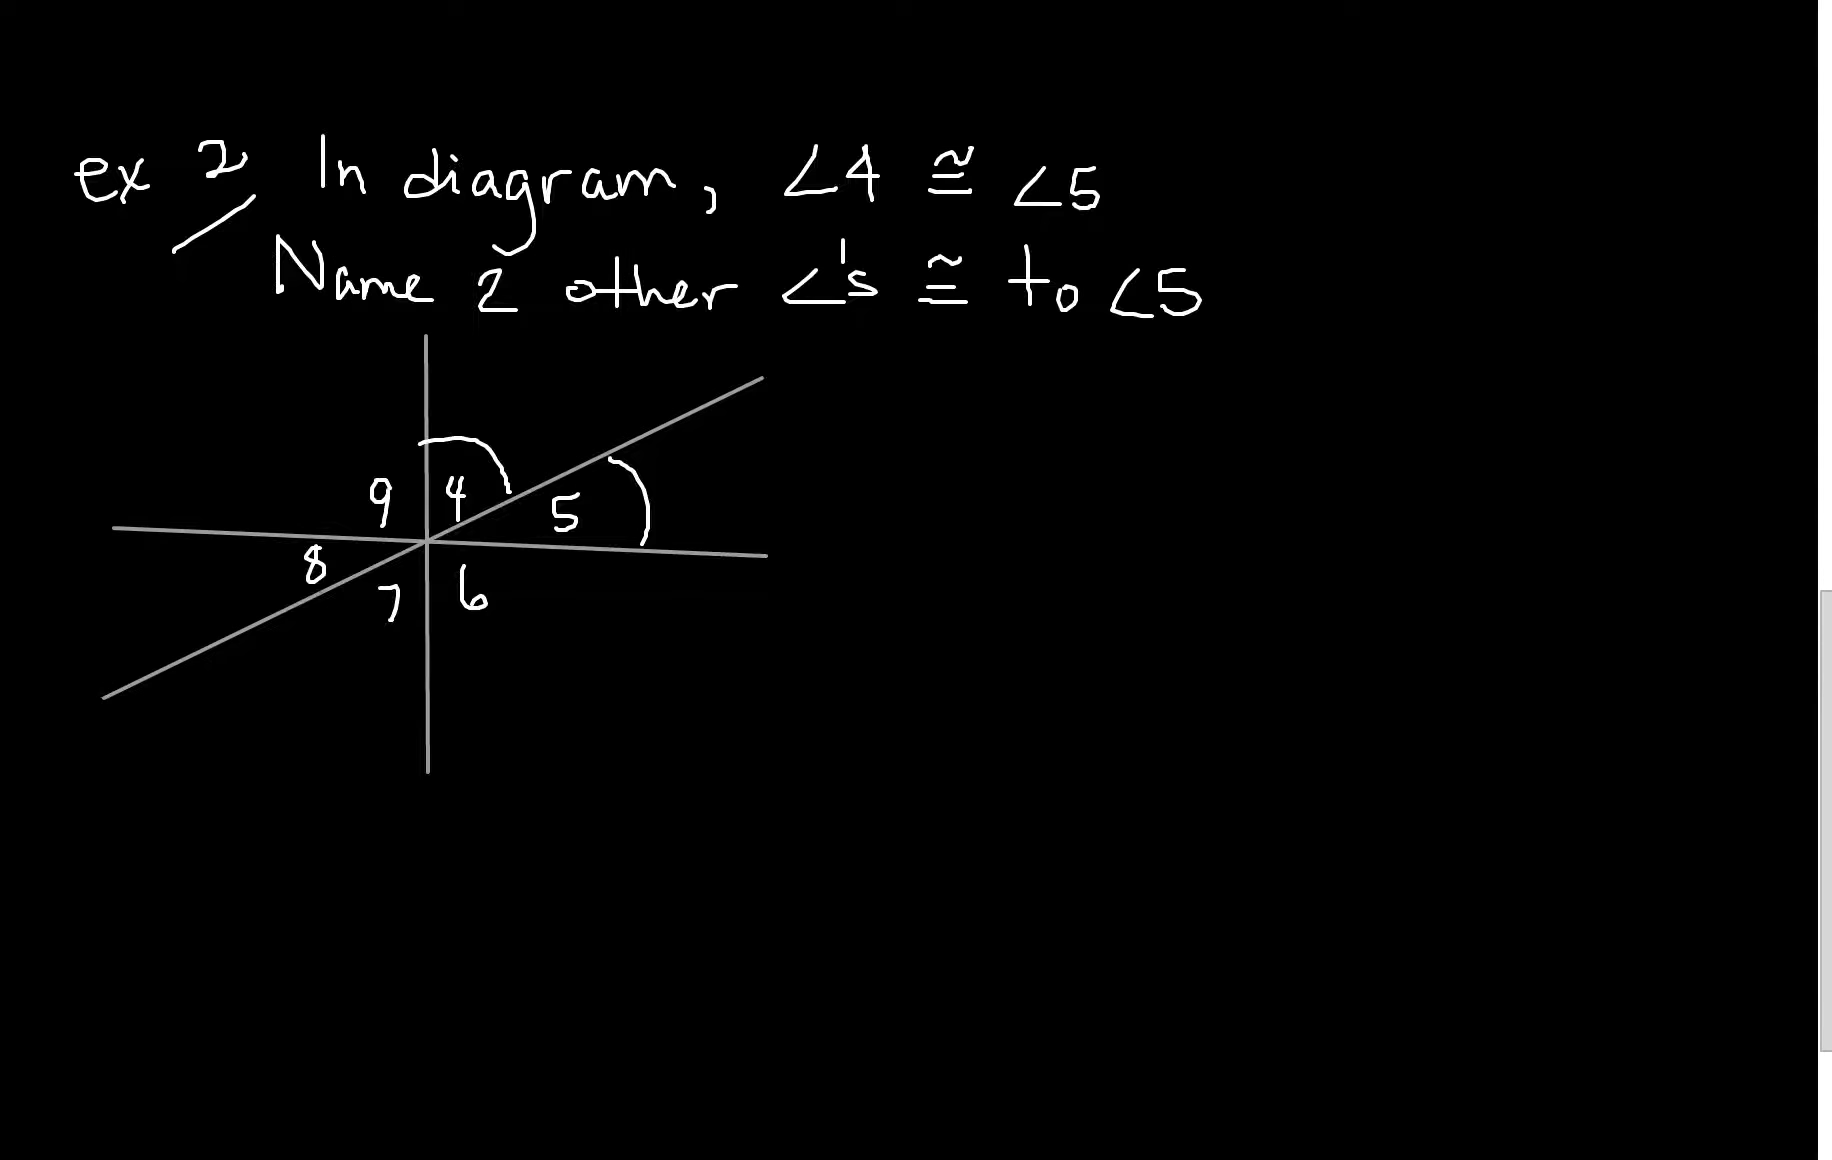 ex 2 In diagram, ∠4 ≅ ∠5
Name 2 other ∠'s ≅ to ∠5
9 4 5
8 7 6